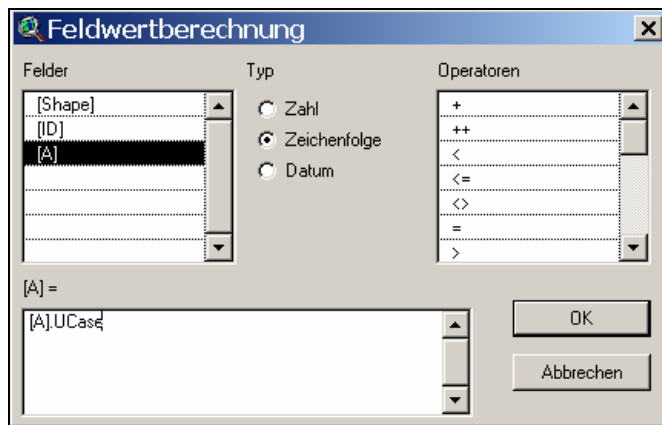 Feldwertberechnung
Felder
Typ
Operatoren
[Shape]
[ID]
[A]
Zahl
Zeichenfolge
Datum
+
++
<
<=
<>
=
>
[A] =
[A].UCase
OK
Abbrechen